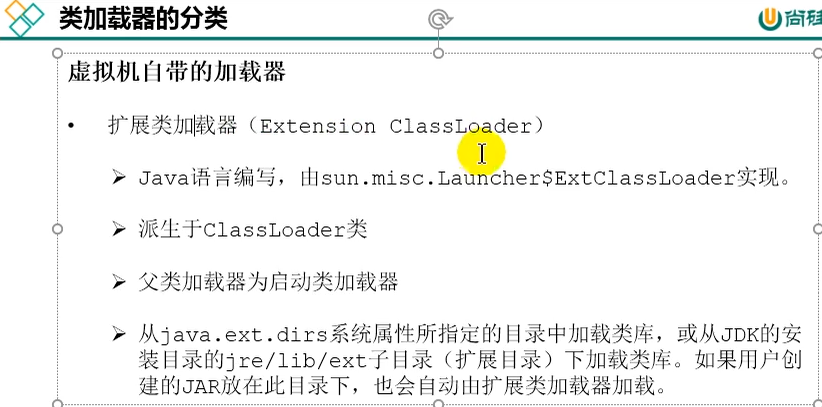 类加载器的分类
尚硅
虚拟机自带的加载器
• 扩展类加载器（Extension ClassLoader）
➢ Java语言编写，由sun.misc.Launcher$ExtClassLoader实现。
➢ 派生于ClassLoader类
➢ 父类加载器为启动类加载器
➢ 从java.ext.dirs系统属性所指定的目录中加载类库，或从JDK的安
装目录的jre/lib/ext子目录（扩展目录）下加载类库。如果用户创
建的JAR放在此目录下，也会自动由扩展类加载器加载。